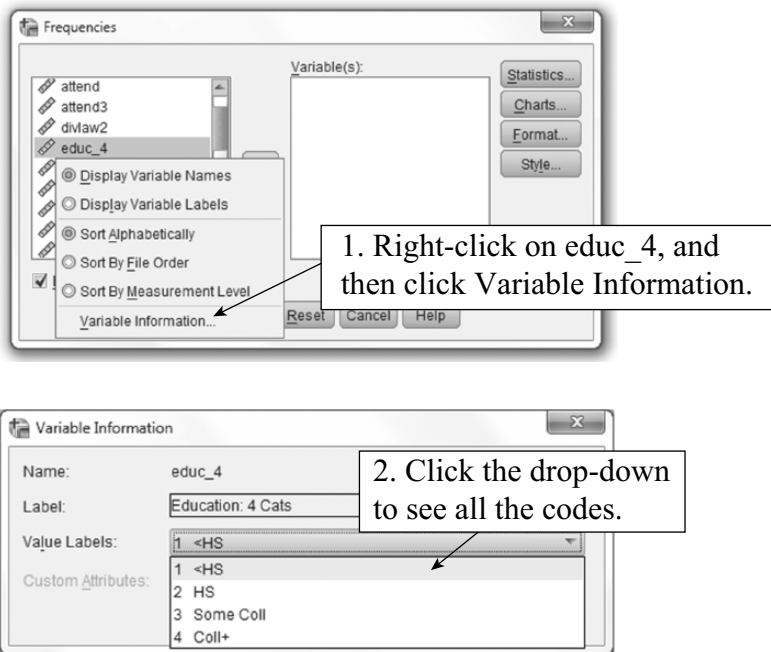 Frequencies
Variable(s):
attend
attend3
divlaw2
educ_4
Statistics...
Charts...
Format...
Style...
Display Variable Names
Display Variable Labels
Sort Alphabetically
Sort By File Order
Sort By Measurement Level
Variable Information...
Reset Cancel Help
1. Right-click on educ_4, and
then click Variable Information.
Variable Information
Name: educ_4
Label: Education: 4 Cats
Value Labels: 1 <HS
Custom Attributes:
1 <HS
2 HS
3 Some Coll
4 Coll+
2. Click the drop-down
to see all the codes.